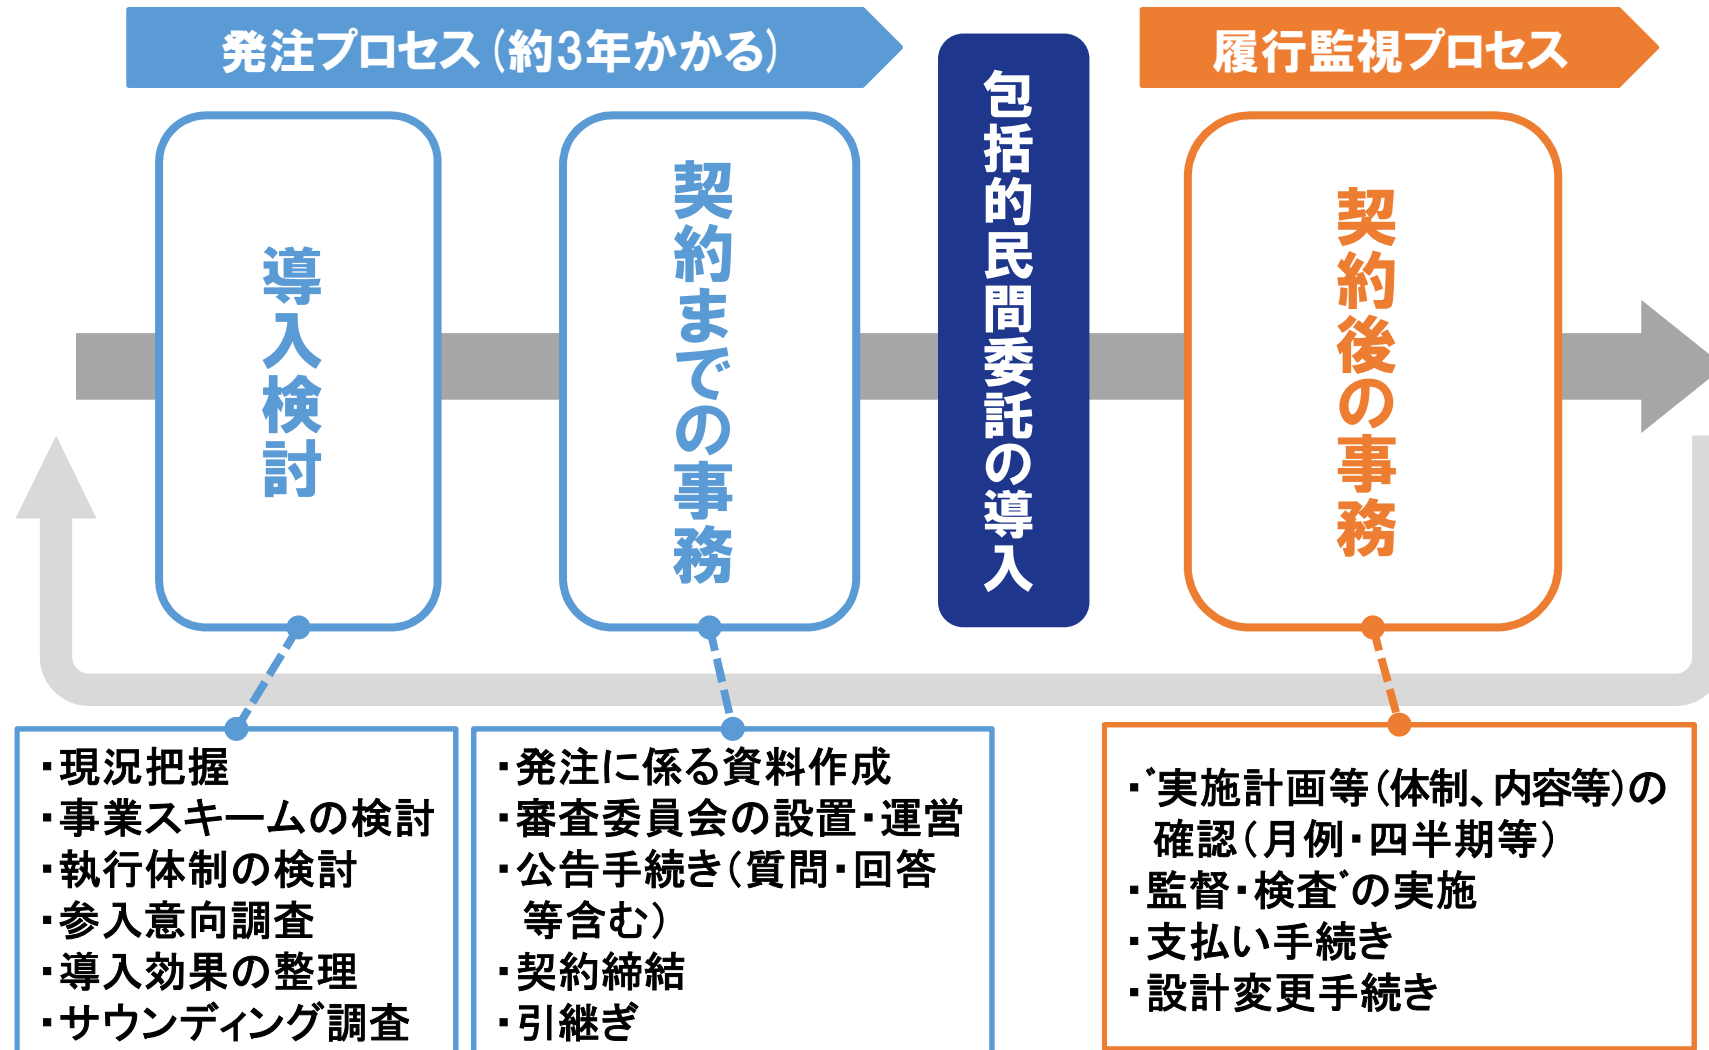 発注プロセス(約3年かかる)
履行監視プロセス
導入検討
契約までの事務
包括的民間委託の導入
契約後の事務
・現況把握
・事業スキームの検討
・執行体制の検討
・参入意向調査
・導入効果の整理
・サウンディング調査
・発注に係る資料作成
・審査委員会の設置・運営
・公告手続き(質問・回答
等含む)
・契約締結
・引継ぎ
・゛実施計画等(体制、内容等)の
確認(月例・四半期等)
・監督・検査゛の実施
・支払い手続き
・設計変更手続き